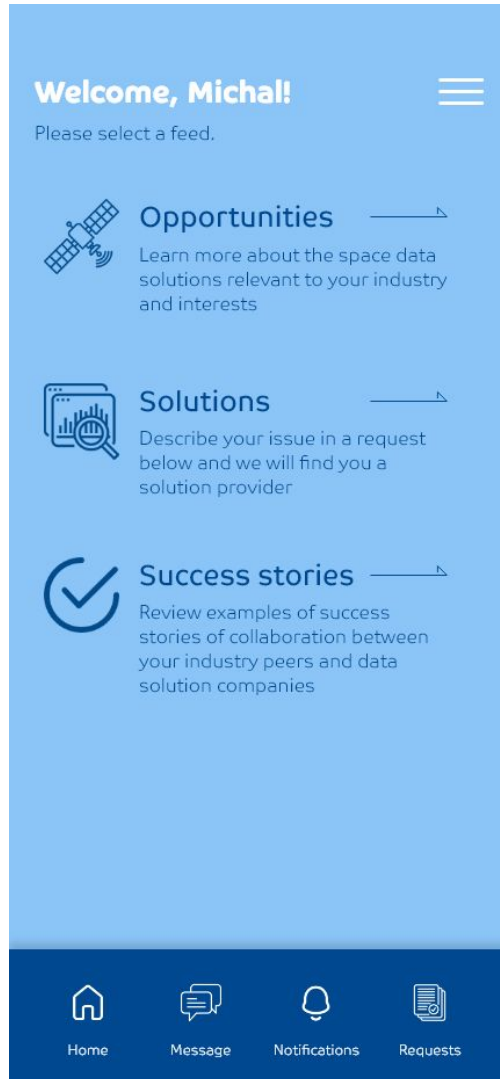 Welcome, Michal!
Please select a feed.
Opportunities
Learn more about the space data
solutions relevant to your industry
and interests
Solutions
Describe your issue in a request
below and we will find you a
solution provider
Success stories
Review examples of success
stories of collaboration between
your industry peers and data
solution companies
Home
Message
Notifications
Requests